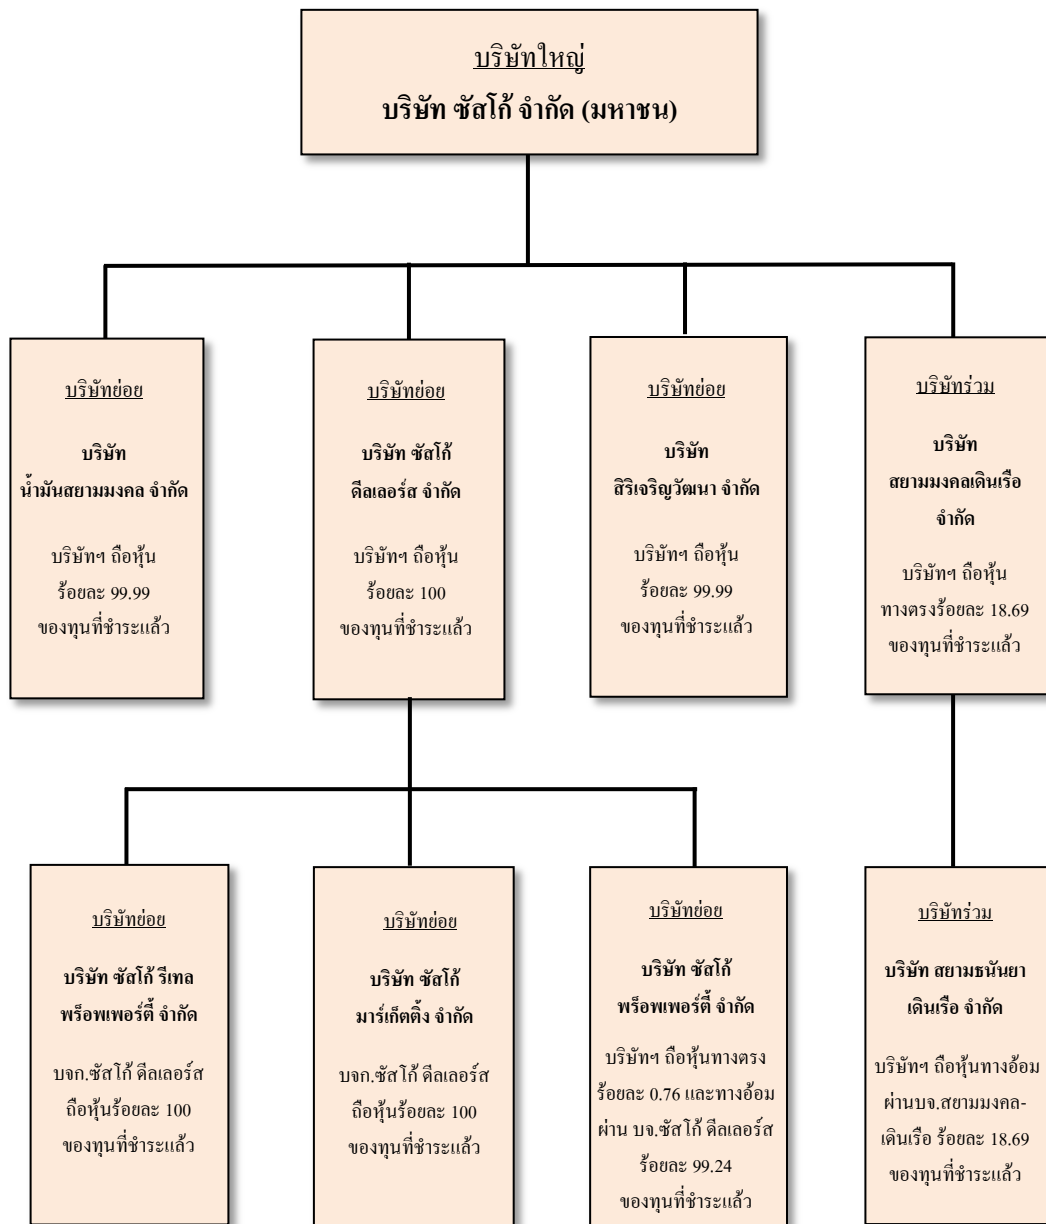 บริษัทใหญ่
บริษัท ซัสโก้ จำกัด (มหาชน)
บริษัทย่อย
บริษัท
น้ำมันสยามมงคล จำกัด
บริษัทฯ ถือหุ้น
ร้อยละ 99.99
ของทุนที่ชำระแล้ว
บริษัทย่อย
บริษัท ซัสโก้
ดีลเลอร์ส จำกัด
บริษัทฯ ถือหุ้น
ร้อยละ 100
ของทุนที่ชำระแล้ว
บริษัทย่อย
บริษัท
สิริเจริญวัฒนา จำกัด
บริษัทฯ ถือหุ้น
ร้อยละ 99.99
ของทุนที่ชำระแล้ว
บริษัทร่วม
บริษัท
สยามมงคลเดินเรือ
จำกัด
บริษัทฯ ถือหุ้น
ทางตรงร้อยละ 18.69
ของทุนที่ชำระแล้ว
บริษัทย่อย
บริษัท ซัสโก้ รีเทล
พร็อพเพอร์ตี้ จำกัด
บจก.ซัสโก้ ดีลเลอร์ส
ถือหุ้นร้อยละ 100
ของทุนที่ชำระแล้ว
บริษัทย่อย
บริษัท ซัสโก้
มาร์เก็ตติ้ง จำกัด
บจก.ซัสโก้ ดีลเลอร์ส
ถือหุ้นร้อยละ 100
ของทุนที่ชำระแล้ว
บริษัทย่อย
บริษัท ซัสโก้
พร็อพเพอร์ตี้ จำกัด
บริษัทฯ ถือหุ้นทางตรง
ร้อยละ 0.76 และทางอ้อม
ผ่าน บจ.ซัสโก้ ดีลเลอร์ส
ร้อยละ 99.24
ของทุนที่ชำระแล้ว
บริษัทร่วม
บริษัท สยามธนันยา
เดินเรือ จำกัด
บริษัทฯ ถือหุ้นทางอ้อม
ผ่านบจ.สยามมงคล-
เดินเรือ ร้อยละ 18.69
ของทุนที่ชำระแล้ว